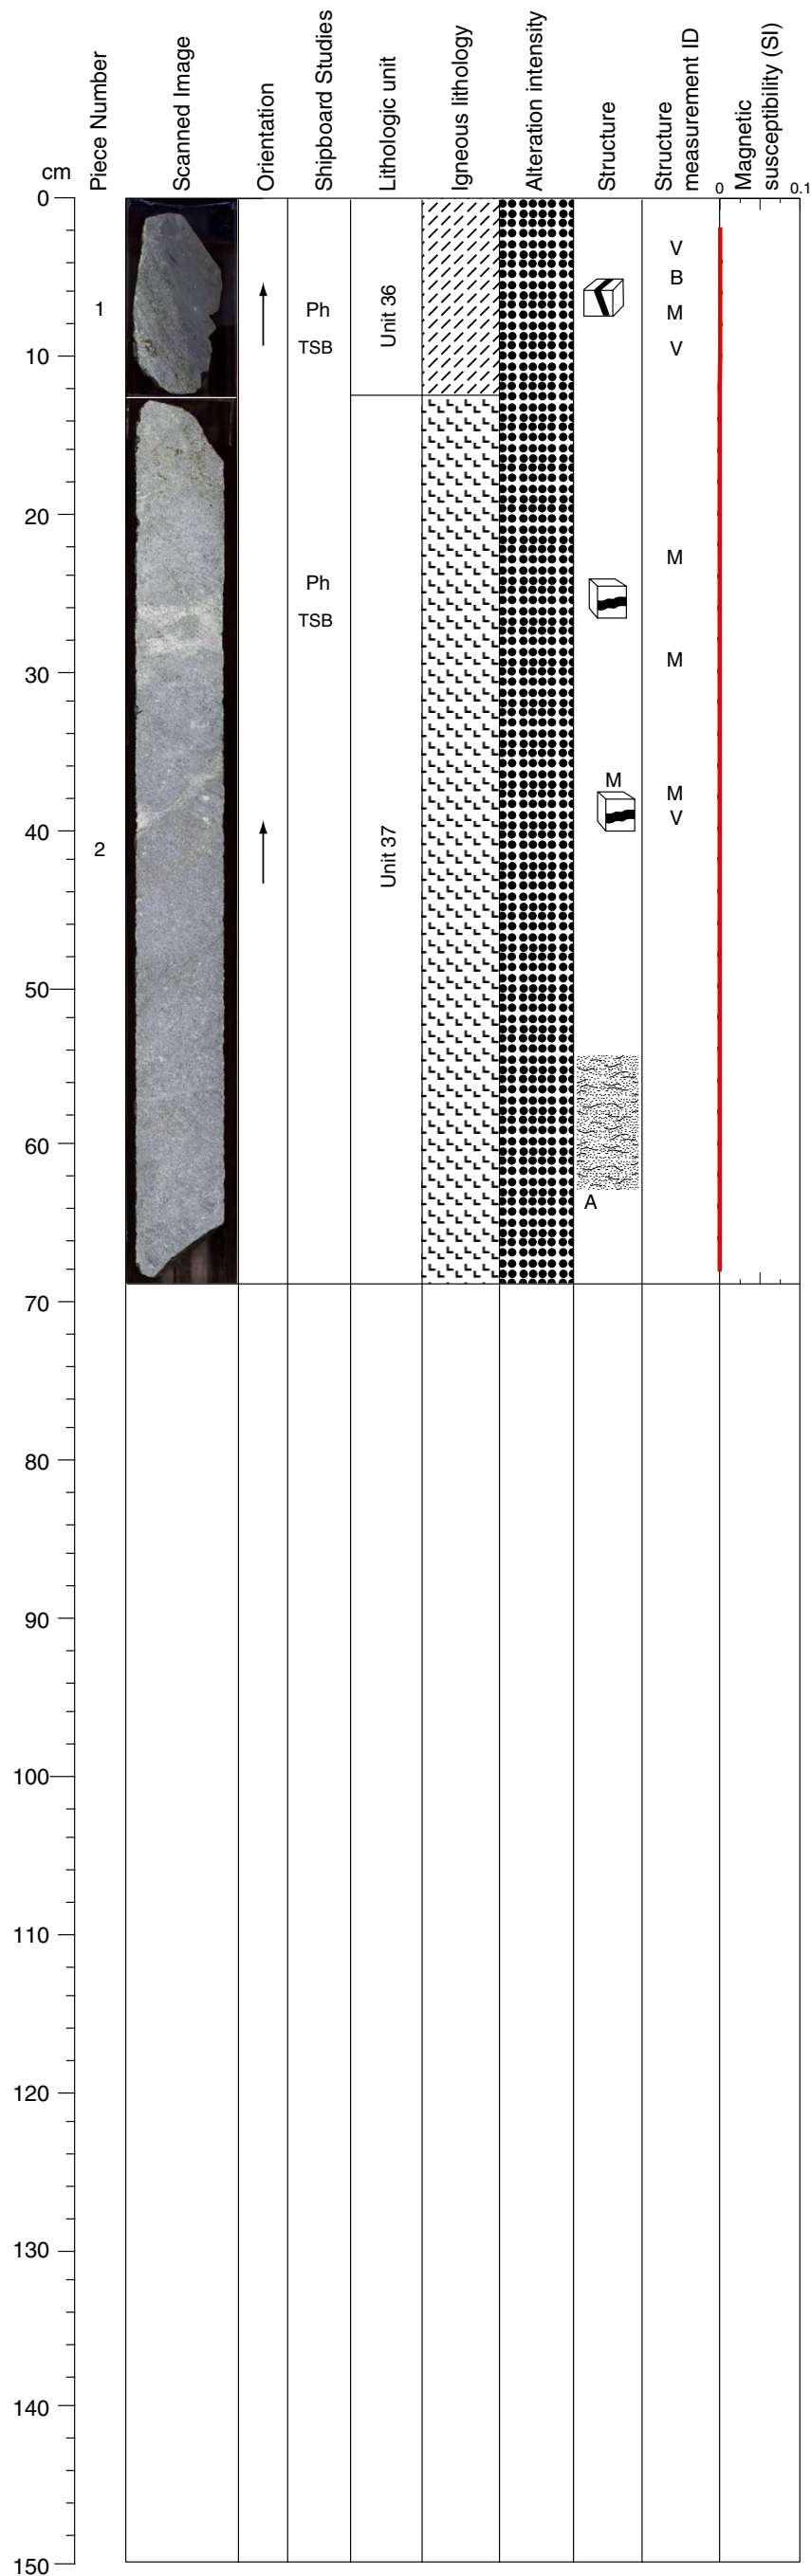 cm
Piece Number
Scanned Image
Orientation
Shipboard Studies
Lithologic unit
Igneous lithology
Alteration intensity
Structure
Structure
measurement ID
Magnetic
susceptibility (SI)
0
0.1
0
10
20
30
40
50
60
70
80
90
100
110
120
130
140
150
1
Ph
TSB
Unit 36
V
B
M
V
2
Ph
TSB
Unit 37
M
M
M
M
V
A